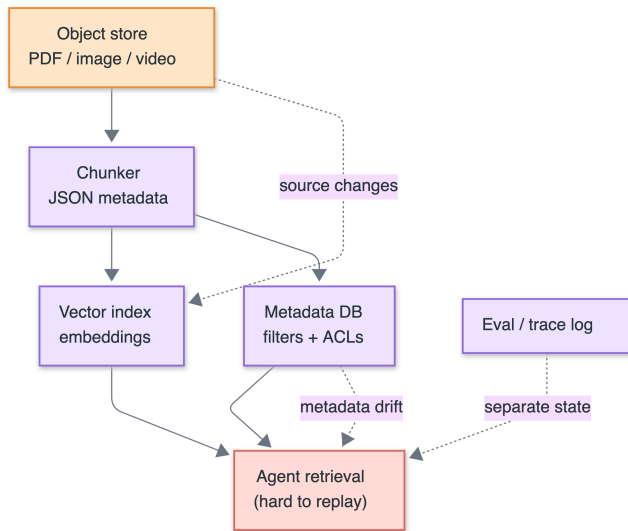 Object store
PDF / image / video
source changes
Chunker
JSON metadata
Vector index
embeddings
Metadata DB
filters + ACLs
Eval / trace log
metadata drift
separate state
Agent retrieval
(hard to replay)